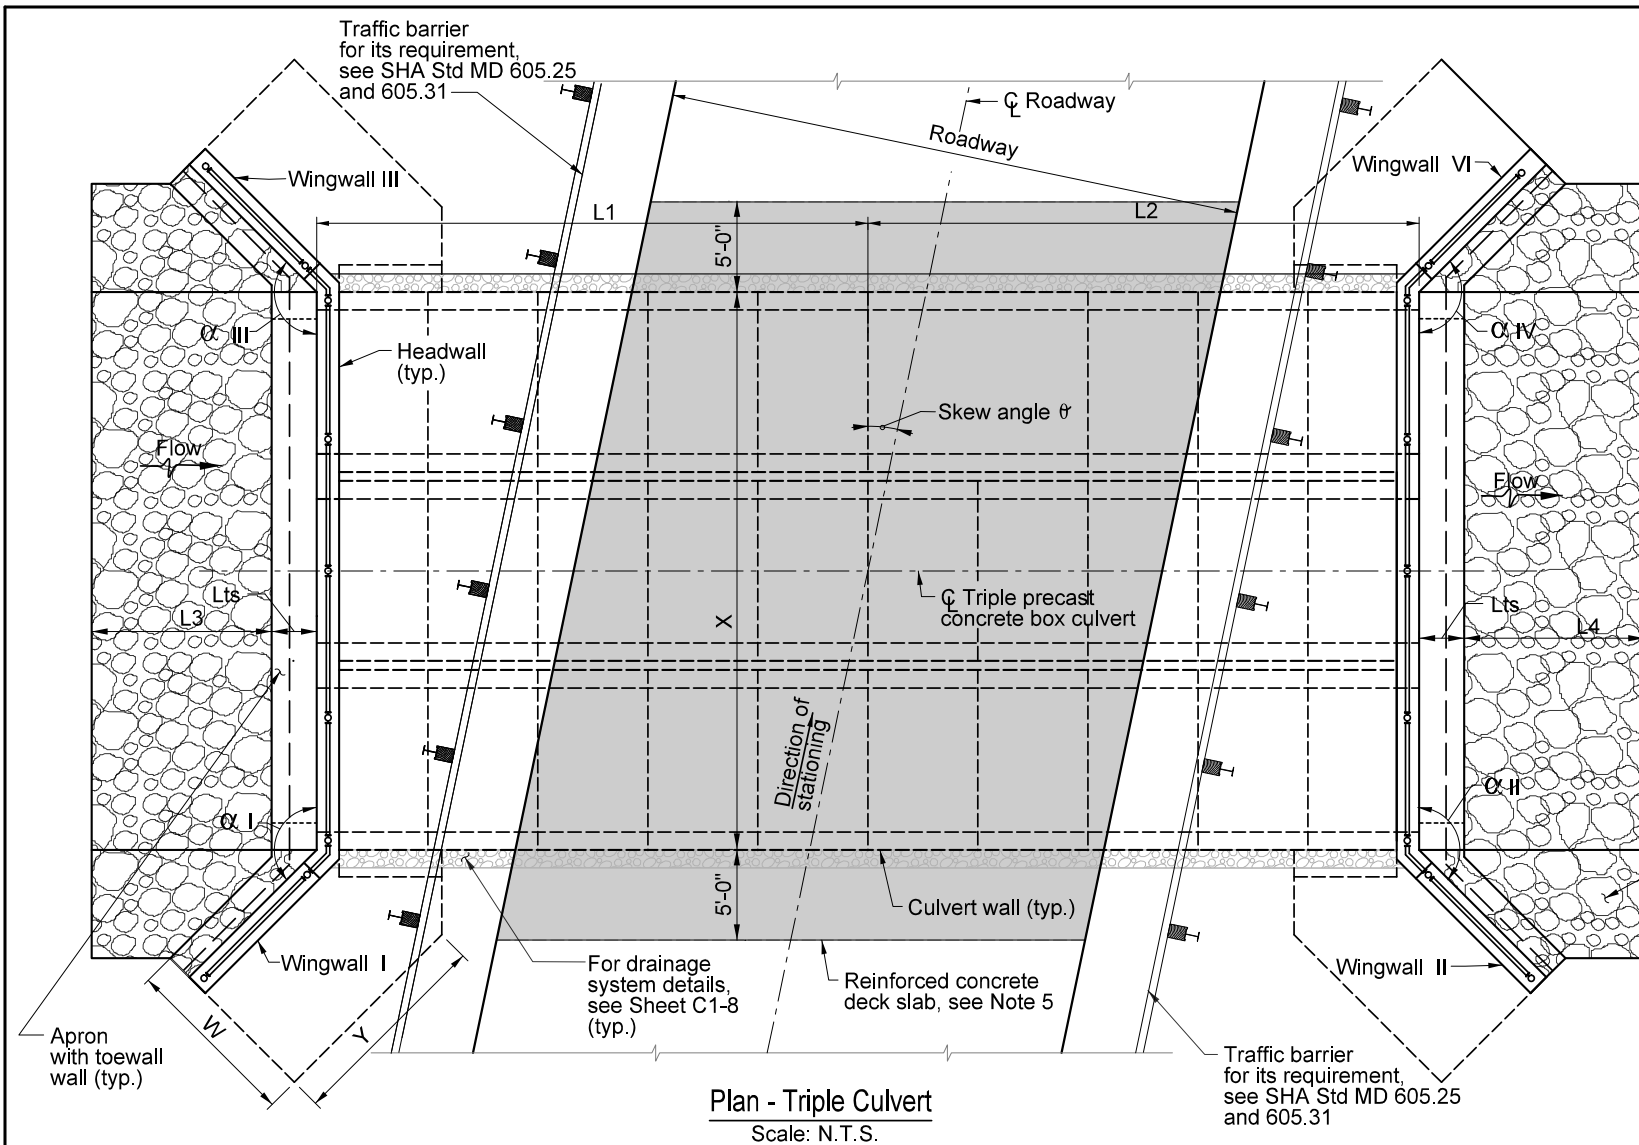 Traffic barrier
for its requirement,
see SHA Std MD 605.25
and 605.31
℄ Roadway
Roadway
Wingwall III
Wingwall VI
L1
L2
5'-0"
α III
α IV
Headwall
(typ.)
Skew angle θ
Flow
Flow
Lts
L3
X
℄ Triple precast
concrete box culvert
Lts
L4
Direction of
stationing
α I
α II
5'-0"
Culvert wall (typ.)
Wingwall I
For drainage
system details,
see Sheet C1-8
(typ.)
Reinforced concrete
deck slab, see Note 5
Wingwall II
W
Y
Apron
with toewall
wall (typ.)
Traffic barrier
for its requirement,
see SHA Std MD 605.25
and 605.31
Plan - Triple Culvert
Scale: N.T.S.